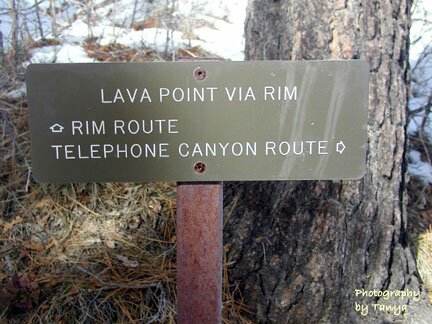 LAVA POINT VIA RIM
⇧ RIM ROUTE
TELEPHONE CANYON ROUTE ⇨
Photography
by Tanya